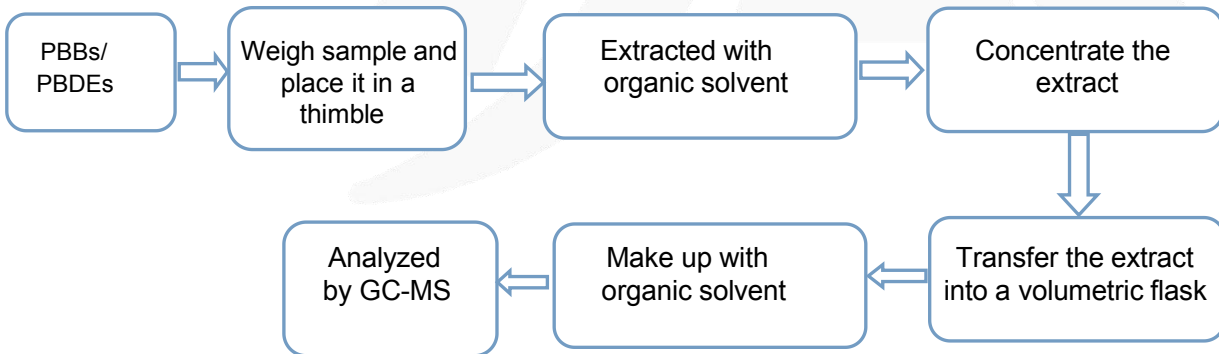 PBBs/
PBDEs
Weigh sample and
place it in a
thimble
Extracted with
organic solvent
Concentrate the
extract
Transfer the extract
into a volumetric flask
Make up with
organic solvent
Analyzed
by GC-MS